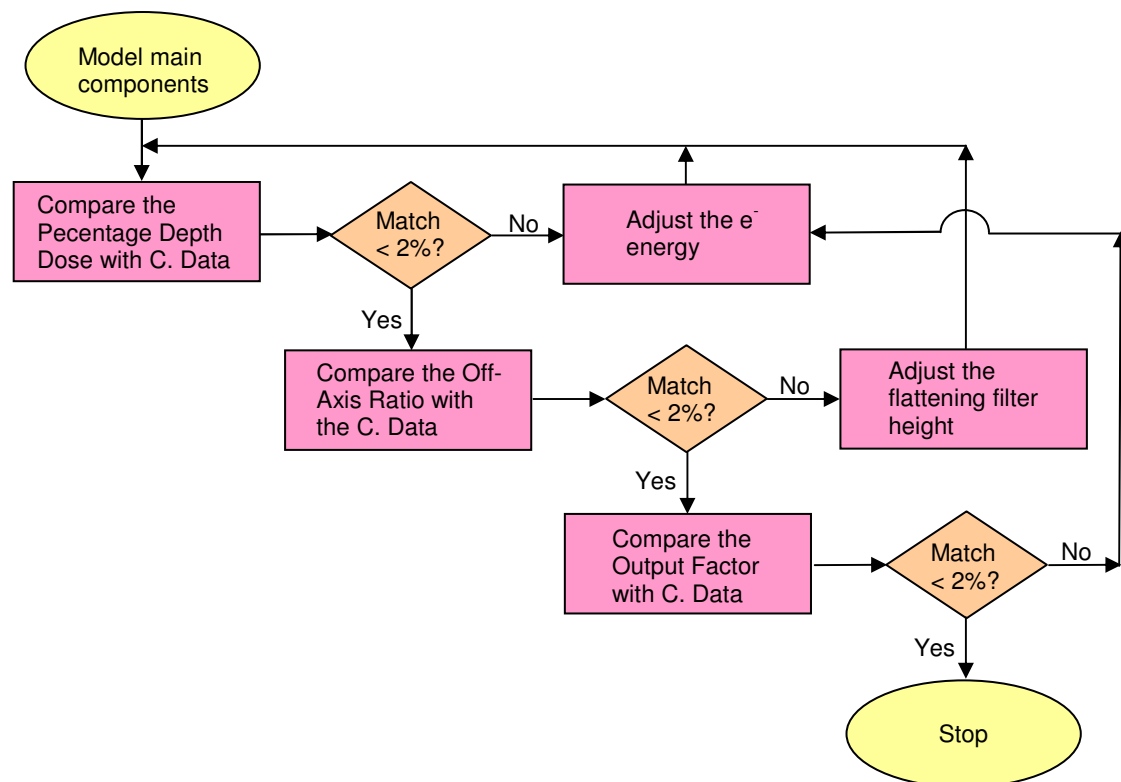 Model main
components
Compare the
Pecentage Depth
Dose with C. Data
Match
< 2%?
No
Adjust the e-
energy
Yes
Compare the Off-
Axis Ratio with
the C. Data
Match
< 2%?
No
Adjust the
flattening filter
height
Yes
Compare the
Output Factor
with C. Data
Match
< 2%?
No
Yes
Stop